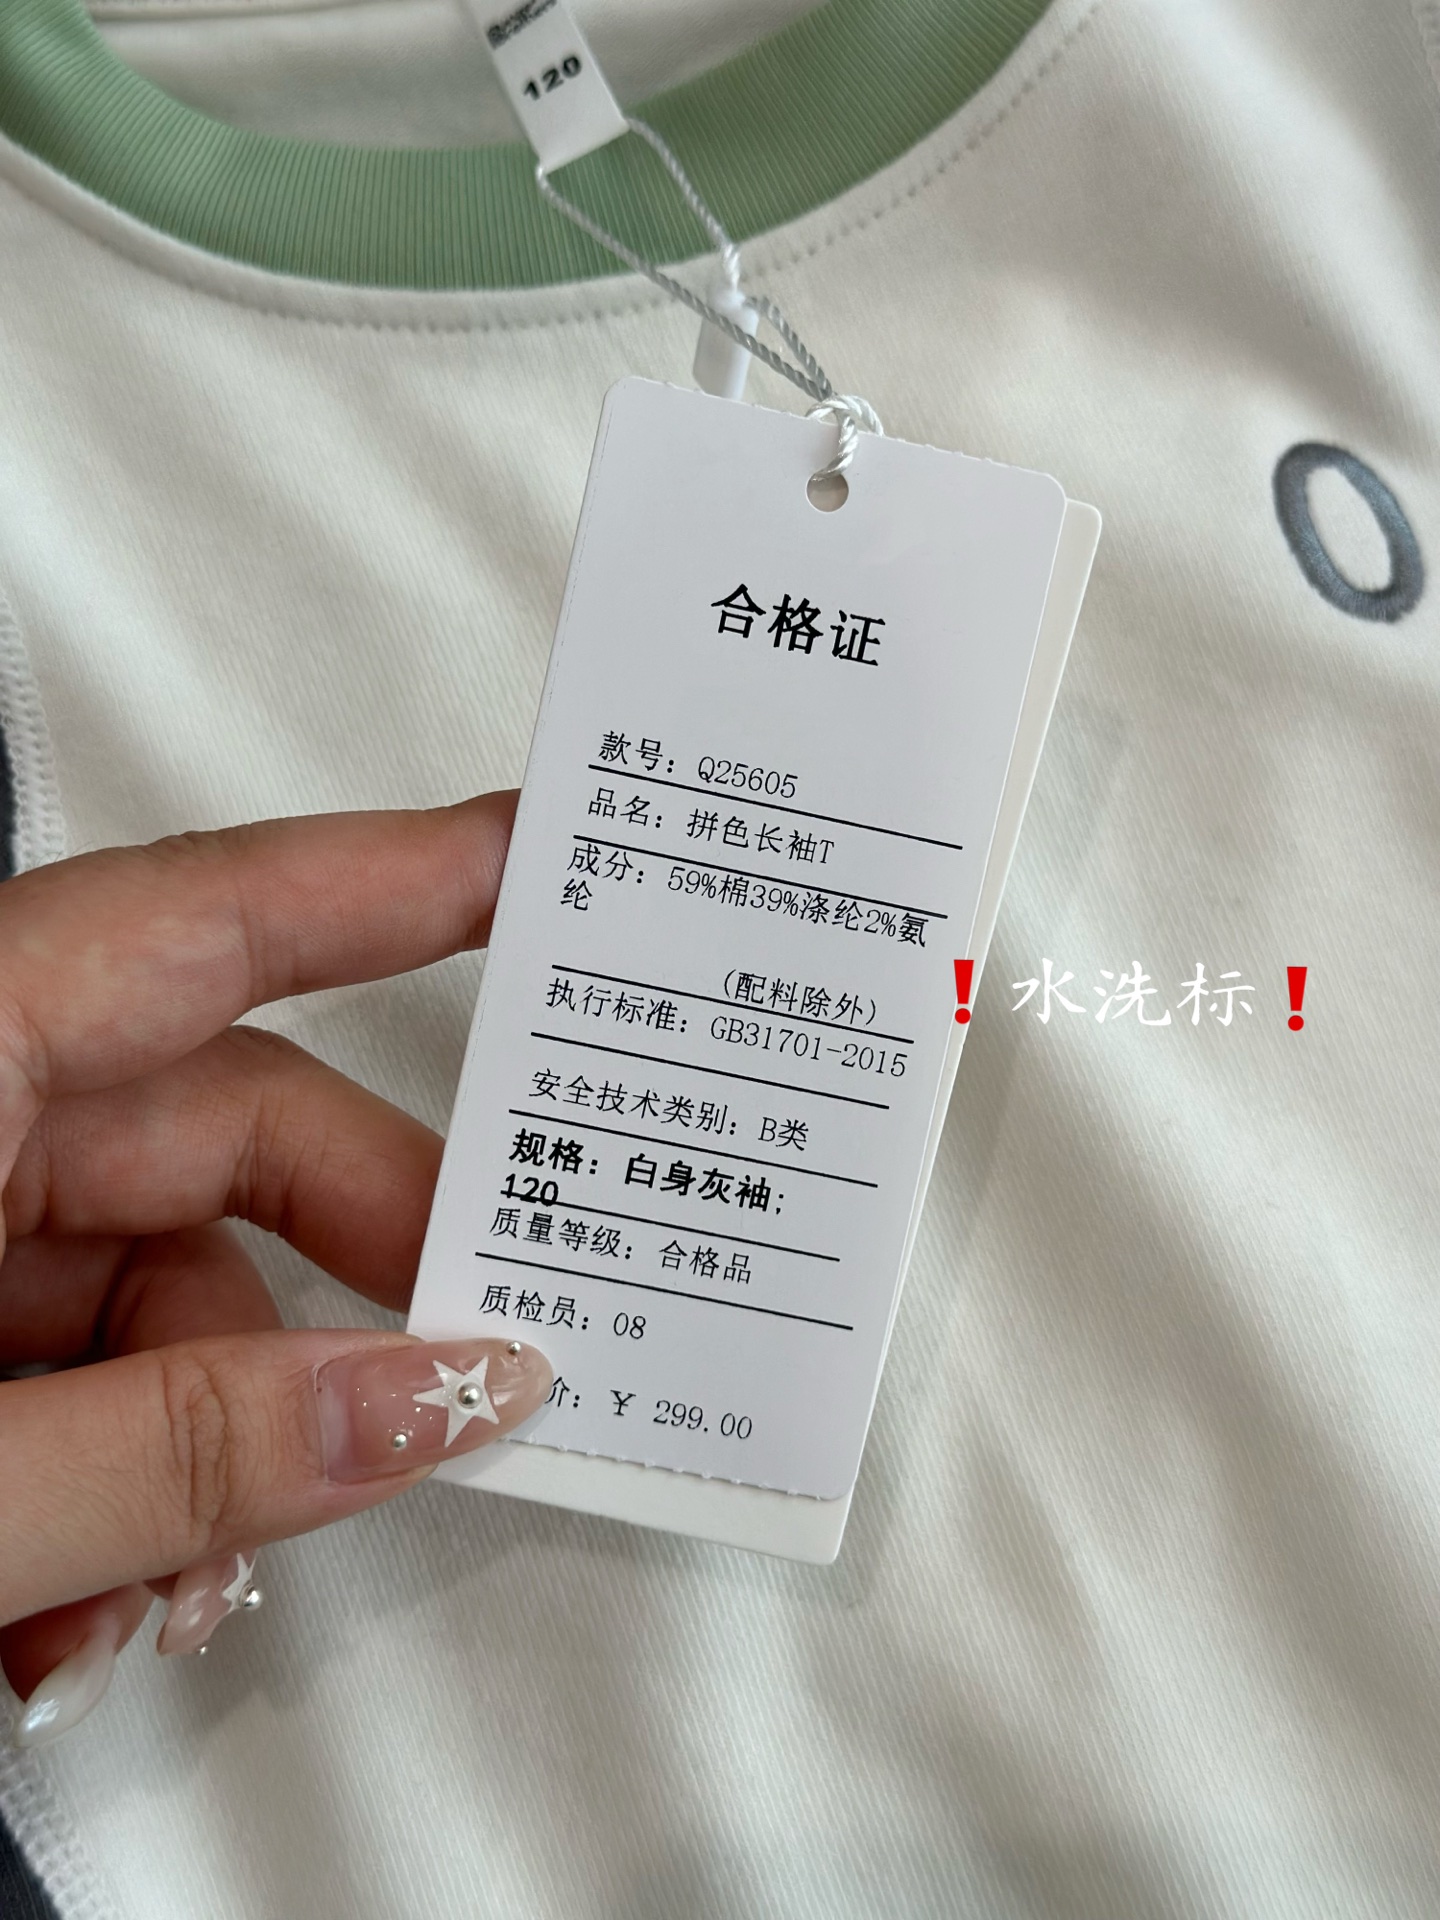 120
合格证
款号：Q25605
品名：拼色长袖T
成分：59%棉39%涤纶2%氨
纶
(配料除外)
执行标准：GB31701-2015
安全技术类别：B类
规格：白身灰袖;
120
质量等级：合格品
质检员：08
价：¥ 299.00
❗水洗标❗
O